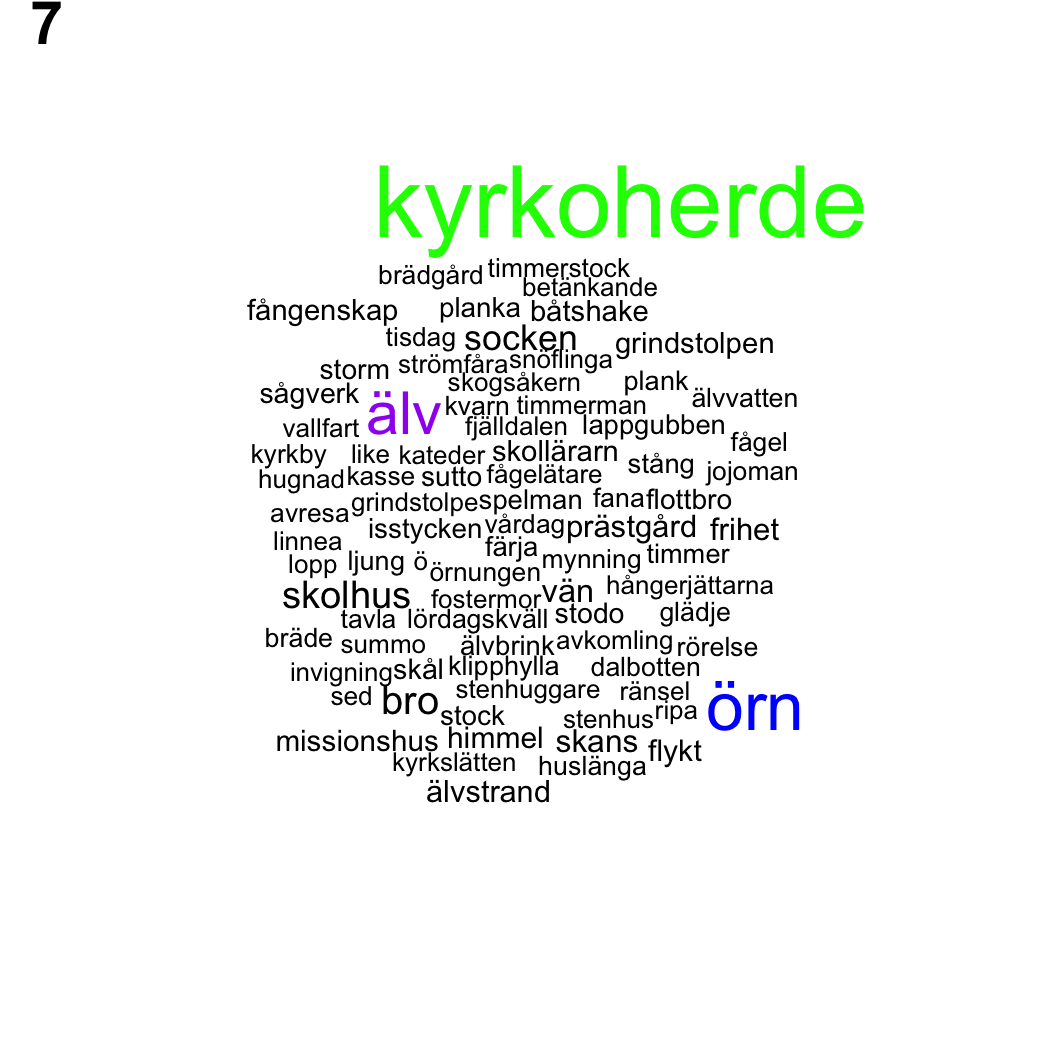 7
kyrkoherde
brädgård timmerstock
betänkande
fångenskap planka båtshake
tisdag socken grindstolpen
storm strömfåra snöflinga
skogsåkern plank
sågverk älv kvarn timmerman älvvatten
vallfart fjälldalen lappgubben
fågel
kyrkby like kateder skollärarn stång jojoman
hugnad kasse sutto fågelätare
grindstolpe spelman fana flottbro
avresa isstycken vårdag prästgård frihet
linnea färja mynning timmer
lopp ljung ö örnungen
skolhus fostermor vän hångerjättarna
tavla lördagskväll stodo glädje
bräde summo älvbrink avkomling rörelse
invigning skål klipphylla dalbotten
sed bro stenhuggare ränsel örn
stock stenhus ripa
missionshus himmel skans flykt
kyrkslätten huslänga
älvstrand